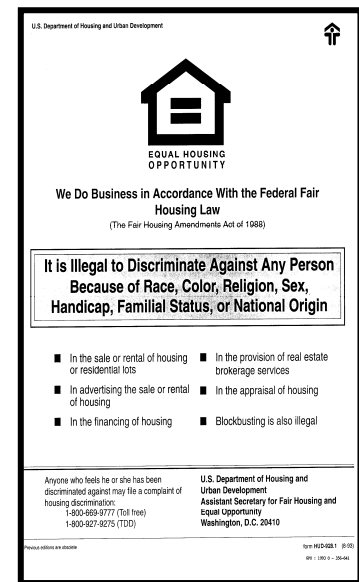 U.S. Department of Housing and Urban Development
EQUAL HOUSING
OPPORTUNITY
We Do Business in Accordance With the Federal Fair
Housing Law
(The Fair Housing Amendments Act of 1988)
It is Illegal to Discriminate Against Any Person
Because of Race, Color, Religion, Sex,
Handicap, Familial Status, or National Origin
■ In the sale or rental of housing
or residential lots
■ In advertising the sale or rental
of housing
■ In the financing of housing
■ In the provision of real estate
brokerage services
■ In the appraisal of housing
■ Blockbusting is also illegal
Anyone who feels he or she has been
discriminated against may file a complaint of
housing discrimination:
1-800-669-9777 (Toll free)
1-800-927-9275 (TDD)
U.S. Department of Housing and
Urban Development
Assistant Secretary for Fair Housing and
Equal Opportunity
Washington, D.C. 20410
Previous editions are obsolete
form HUD-928.1 (8-93)